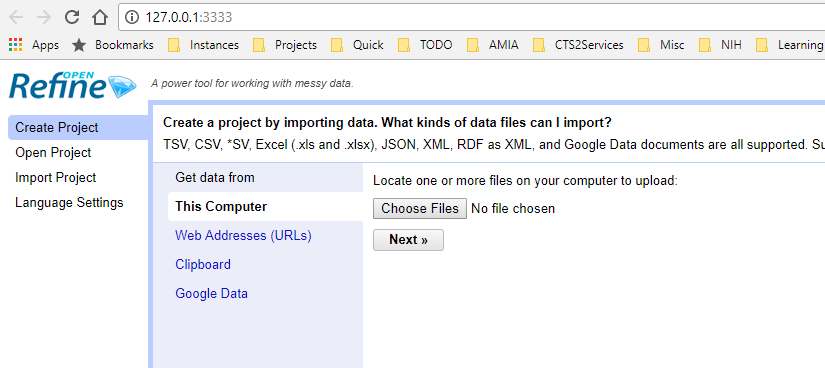 127.0.0.1:3333
Apps Bookmarks Instances Projects Quick TODO AMIA CTS2Services Misc NIH Learning
OPEN
Refine A power tool for working with messy data.
Create Project
Open Project
Import Project
Language Settings
Create a project by importing data. What kinds of data files can I import?
TSV, CSV, *SV, Excel (.xls and .xlsx), JSON, XML, RDF as XML, and Google Data documents are all supported. Su
Get data from
This Computer
Web Addresses (URLs)
Clipboard
Google Data
Locate one or more files on your computer to upload:
Choose Files No file chosen
Next »